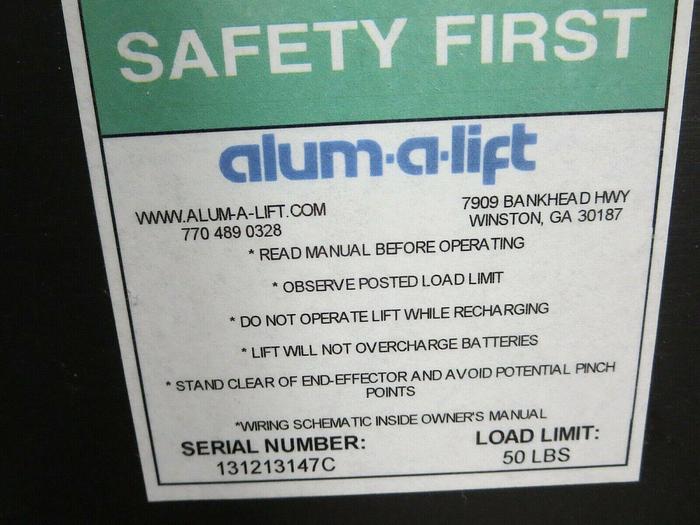 SAFETY FIRST
alum-a-lift
WWW.ALUM-A-LIFT.COM
770 489 0328
7909 BANKHEAD HWY
WINSTON, GA 30187
* READ MANUAL BEFORE OPERATING
* OBSERVE POSTED LOAD LIMIT
* DO NOT OPERATE LIFT WHILE RECHARGING
* LIFT WILL NOT OVERCHARGE BATTERIES
* STAND CLEAR OF END-EFFECTOR AND AVOID POTENTIAL PINCH
POINTS
*WIRING SCHEMATIC INSIDE OWNER'S MANUAL
SERIAL NUMBER:
131213147C
LOAD LIMIT:
50 LBS